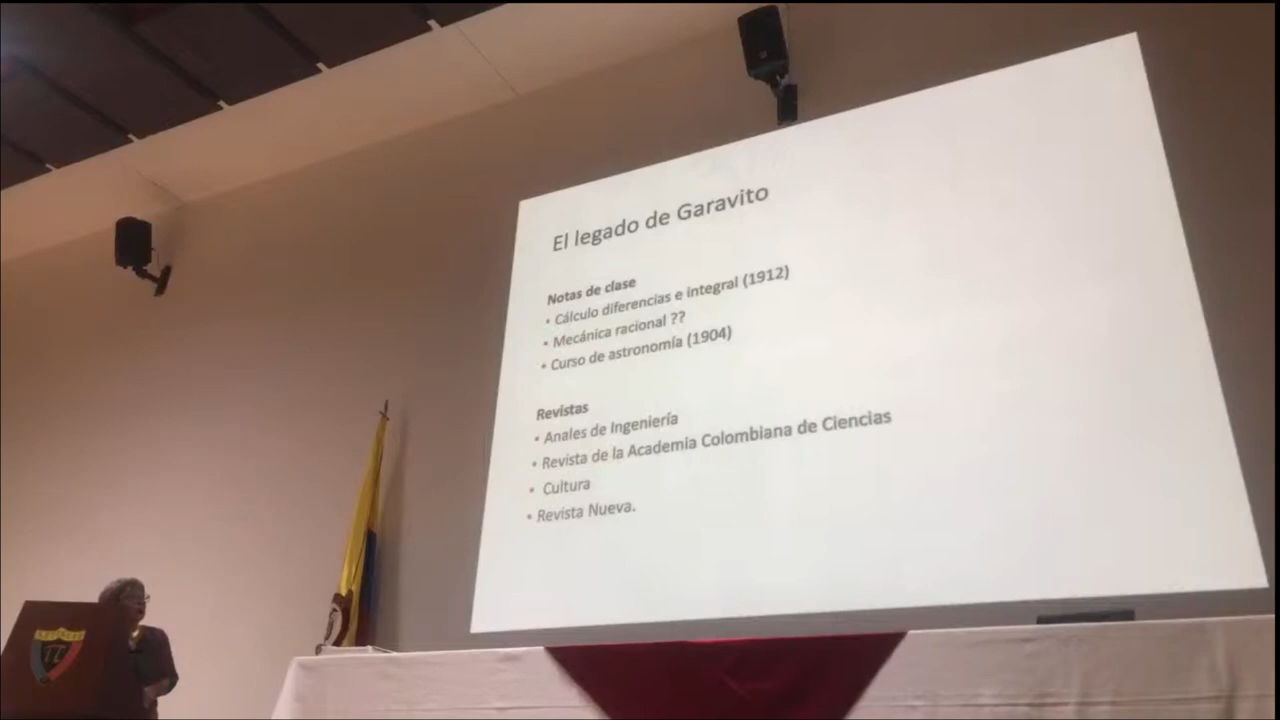 El legado de Garavito
Notas de clase
• Cálculo diferencias e integral (1912)
• Mecánica racional ??
• Curso de astronomía (1904)
Revistas
• Anales de Ingeniería
• Revista de la Academia Colombiana de Ciencias
• Cultura
• Revista Nueva.
π